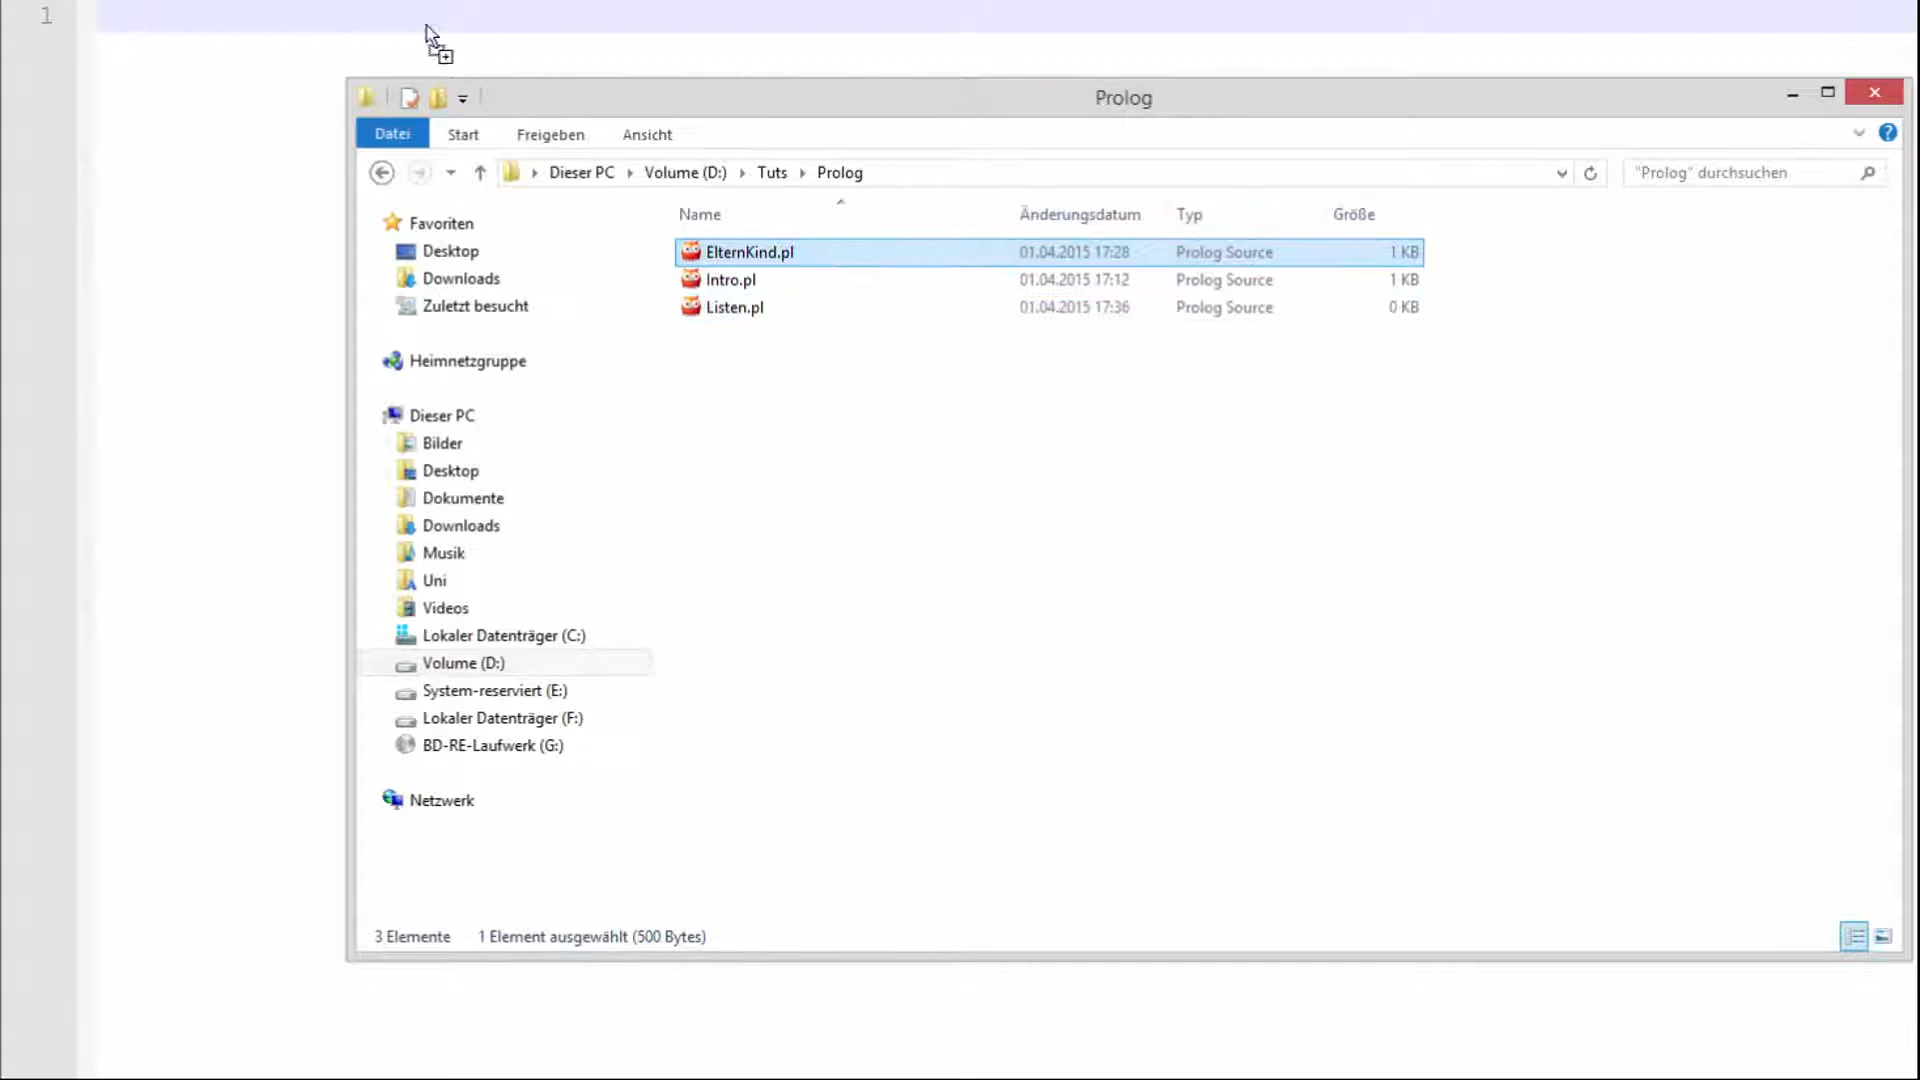 1
Prolog
Datei Start Freigeben Ansicht
Dieser PC Volume (D:) Tuts Prolog "Prolog" durchsuchen
Name Änderungsdatum Typ Größe
ElternKind.pl 01.04.2015 17:28 Prolog Source 1 KB
Intro.pl 01.04.2015 17:12 Prolog Source 1 KB
Listen.pl 01.04.2015 17:36 Prolog Source 0 KB
Favoriten
Desktop
Downloads
Zuletzt besucht
Heimnetzgruppe
Dieser PC
Bilder
Desktop
Dokumente
Downloads
Musik
Uni
Videos
Lokaler Datenträger (C:)
Volume (D:)
System-reserviert (E:)
Lokaler Datenträger (F:)
BD-RE-Laufwerk (G:)
Netzwerk
3 Elemente 1 Element ausgewählt (500 Bytes)